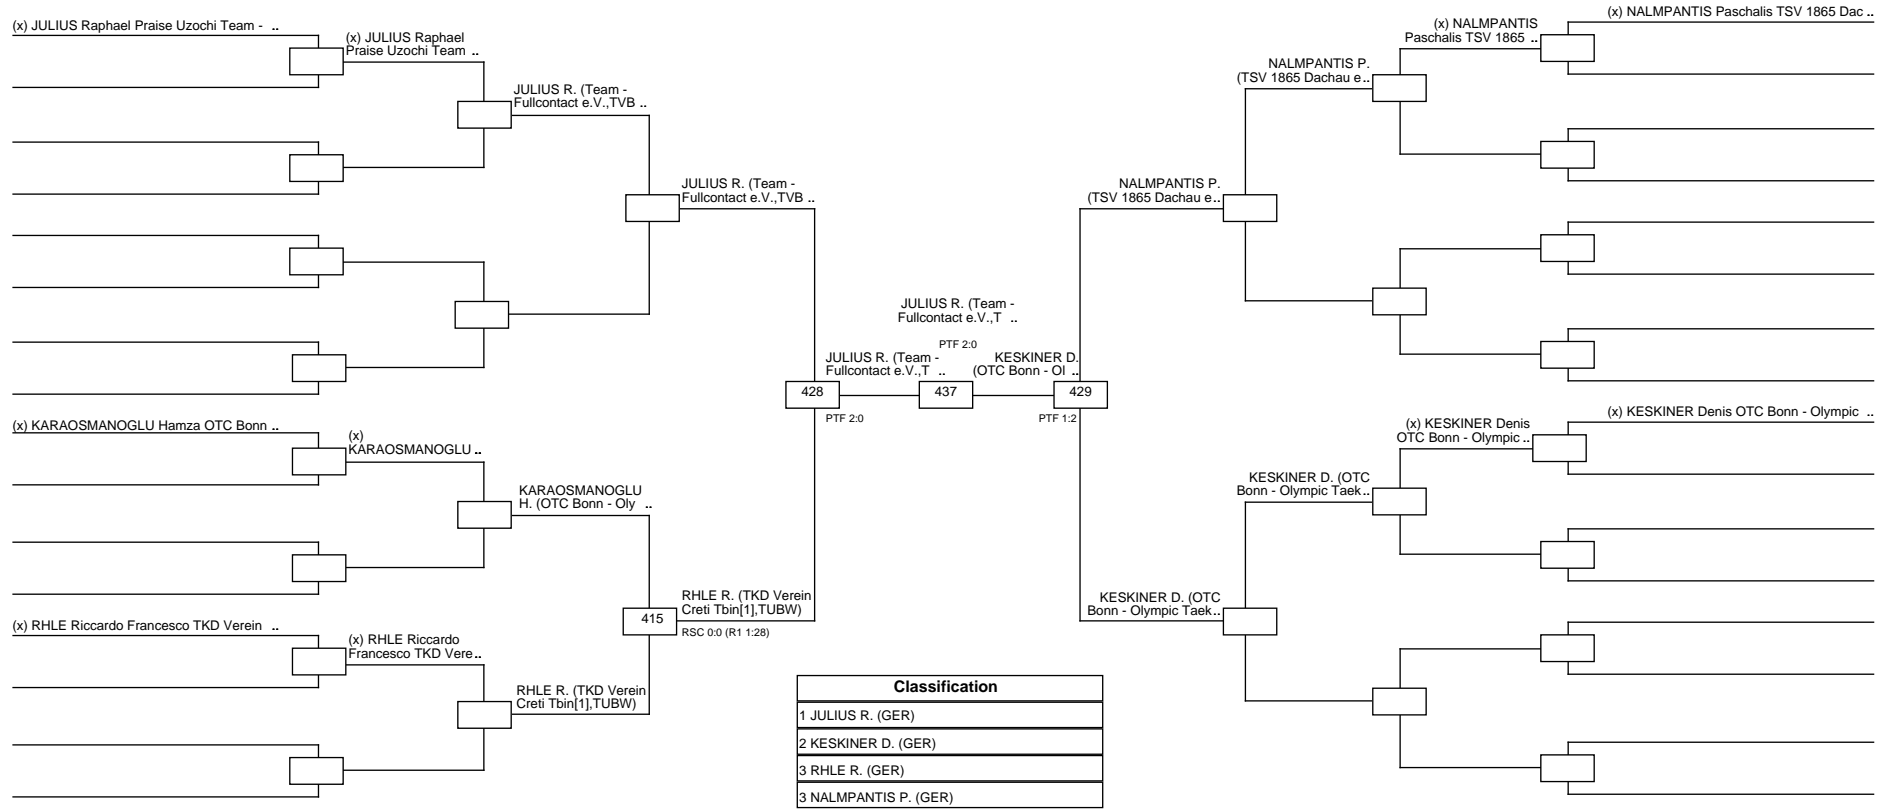 (x) JULIUS Raphael Praise Uzochi Team - ..
(x) JULIUS Raphael
Praise Uzochi Team ..
JULIUS R. (Team -
Fullcontact e.V.,TVB ..
JULIUS R. (Team -
Fullcontact e.V.,TVB ..
(x) KARAOSMANOGLU Hamza OTC Bonn ..
(x)
KARAOSMANOGLU ..
KARAOSMANOGLU
H. (OTC Bonn - Oly ..
(x) RHLE Riccardo Francesco TKD Verein ..
(x) RHLE Riccardo
Francesco TKD Vere..
RHLE R. (TKD Verein
Creti Tbin[1],TUBW)
415
RHLE R. (TKD Verein
Creti Tbin[1],TUBW)
RSC 0:0 (R1 1:28)
428
PTF 2:0
JULIUS R. (Team -
Fullcontact e.V.,T ..
JULIUS R. (Team -
Fullcontact e.V.,T ..
PTF 2:0
437
KESKINER D.
(OTC Bonn - Ol ..
429
PTF 1:2
NALMPANTIS P.
(TSV 1865 Dachau e..
NALMPANTIS P.
(TSV 1865 Dachau e..
(x) NALMPANTIS
Paschalis TSV 1865 ..
(x) NALMPANTIS Paschalis TSV 1865 Dac ..
KESKINER D. (OTC
Bonn - Olympic Taek..
KESKINER D. (OTC
Bonn - Olympic Taek..
(x) KESKINER Denis
OTC Bonn - Olympic ..
(x) KESKINER Denis OTC Bonn - Olympic ..
Classification
1 JULIUS R. (GER)
2 KESKINER D. (GER)
3 RHLE R. (GER)
3 NALMPANTIS P. (GER)